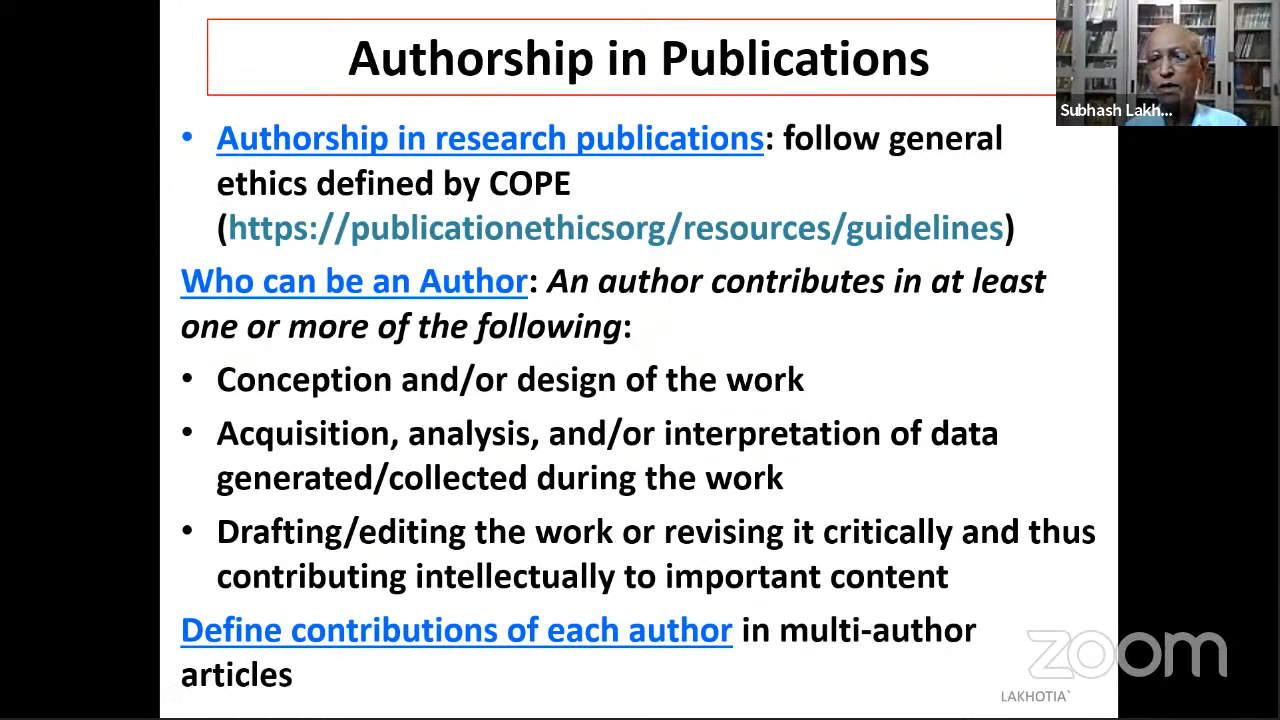 Authorship in Publications
Subhash Lakh...
• Authorship in research publications: follow general
ethics defined by COPE
(https://publicationethicsorg/resources/guidelines)
Who can be an Author: An author contributes in at least
one or more of the following:
• Conception and/or design of the work
• Acquisition, analysis, and/or interpretation of data
generated/collected during the work
• Drafting/editing the work or revising it critically and thus
contributing intellectually to important content
Define contributions of each author in multi-author
articles
zoom
LAKHOTIA`